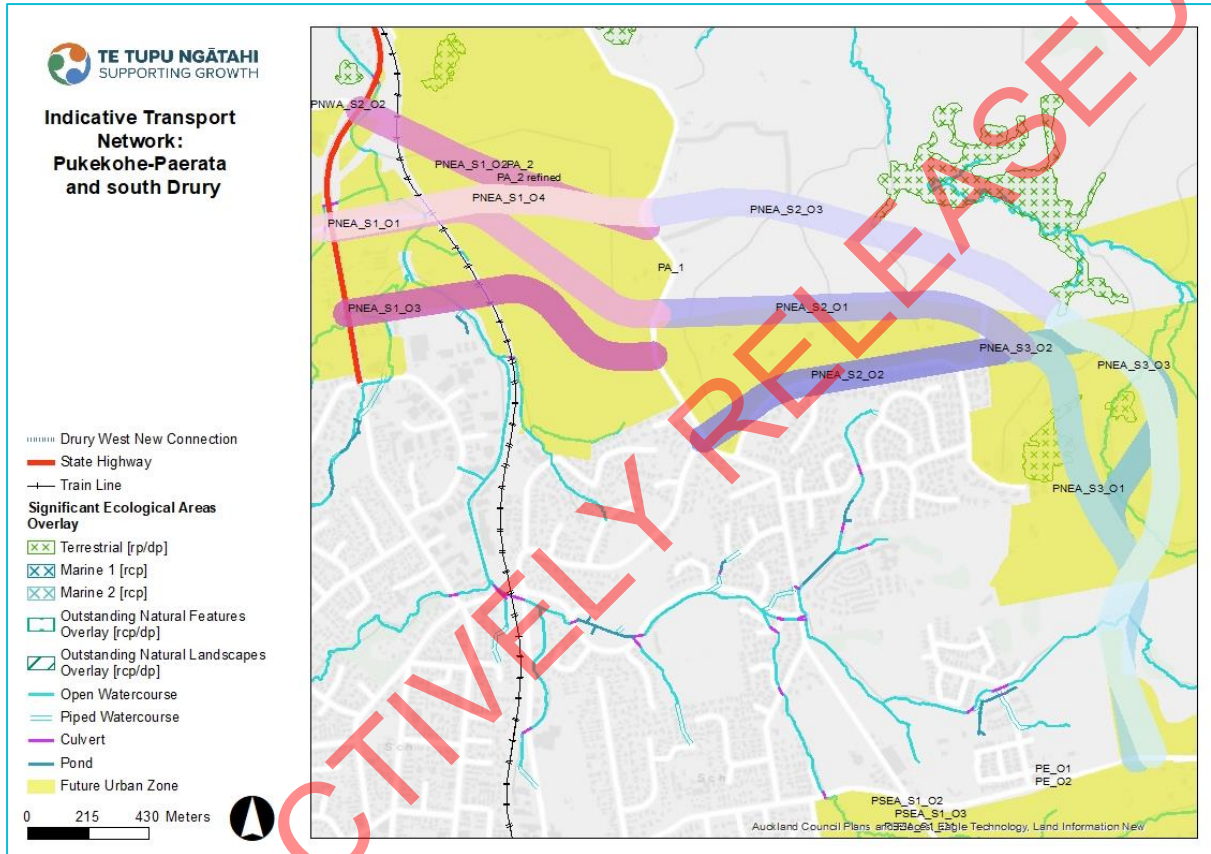 TE TUPU NGĀTAHI
SUPPORTING GROWTH
Indicative Transport
Network:
Pukekohe-Paerata
and south Drury
Drury West New Connection
State Highway
Train Line
Significant Ecological Areas
Overlay
Terrestrial [rp/dp]
Marine 1 [rcp]
Marine 2 [rcp]
Outstanding Natural Features
Overlay [rcp/dp]
Outstanding Natural Landscapes
Overlay [rcp/dp]
Open Watercourse
Piped Watercourse
Culvert
Pond
Future Urban Zone
0 215 430 Meters
PNWA_S2_O2
PNEA_S1_O2
PA_2
PA_2 refined
PNEA_S1_O4
PNEA_S1_O1
PNEA_S2_O3
PA_1
PNEA_S1_O3
PNEA_S2_O1
PNEA_S3_O2
PNEA_S3_O3
PNEA_S2_O2
PNEA_S3_O1
Sch
Sch
PE_O1
PE_O2
PSEA_S1_O2
PSEA_S1_O3
Auckland Council Plans and Eagle Technology, Land Information New
CTIVELY RELEASED